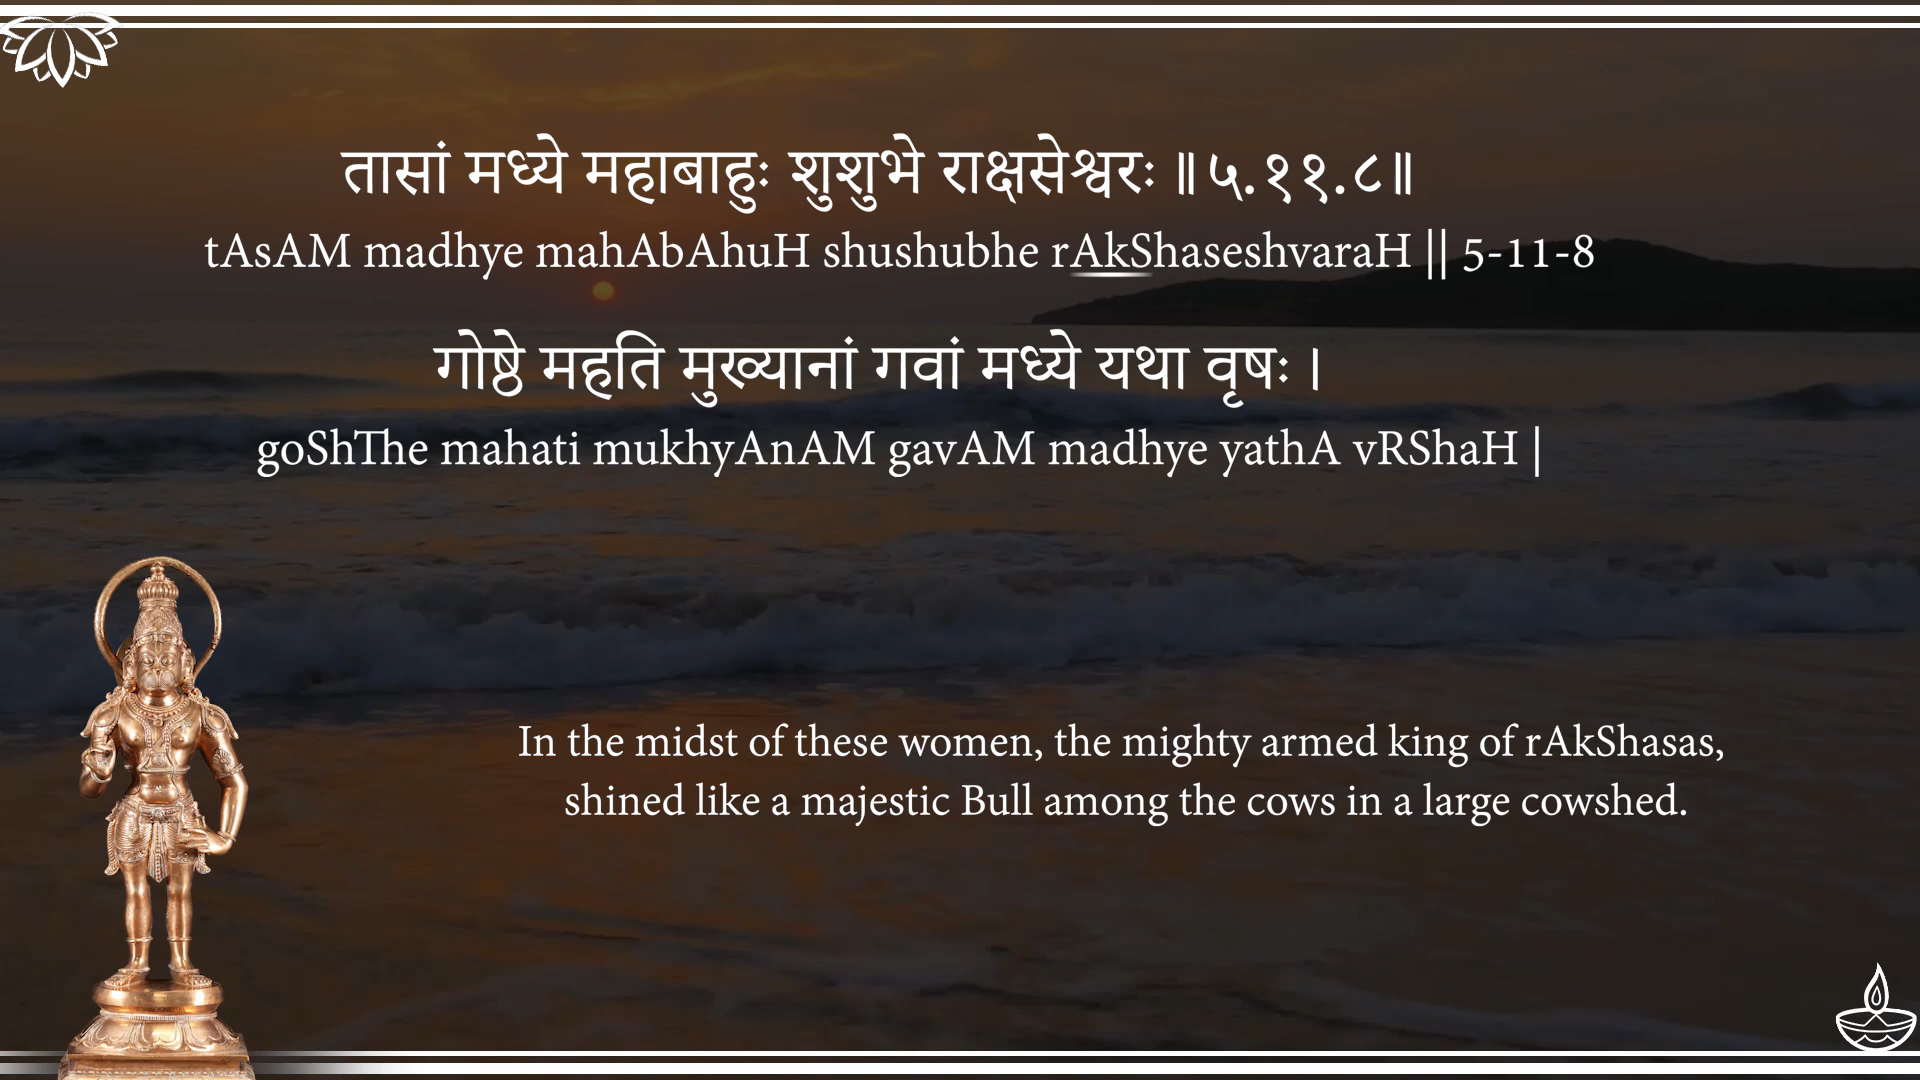 तासां मध्ये महाबाहुः शुशुभे राक्षसेश्वरः ॥५.११.८॥
tAsAM madhye mahAbAhuH shushubhe rAkShaseshvaraH || 5-11-8
गोष्ठे महति मुख्यानां गवां मध्ये यथा वृषः ।
goShThe mahati mukhyAnAM gavAM madhye yathA vRShaH |
In the midst of these women, the mighty armed king of rAkShasas,
shined like a majestic Bull among the cows in a large cowshed.